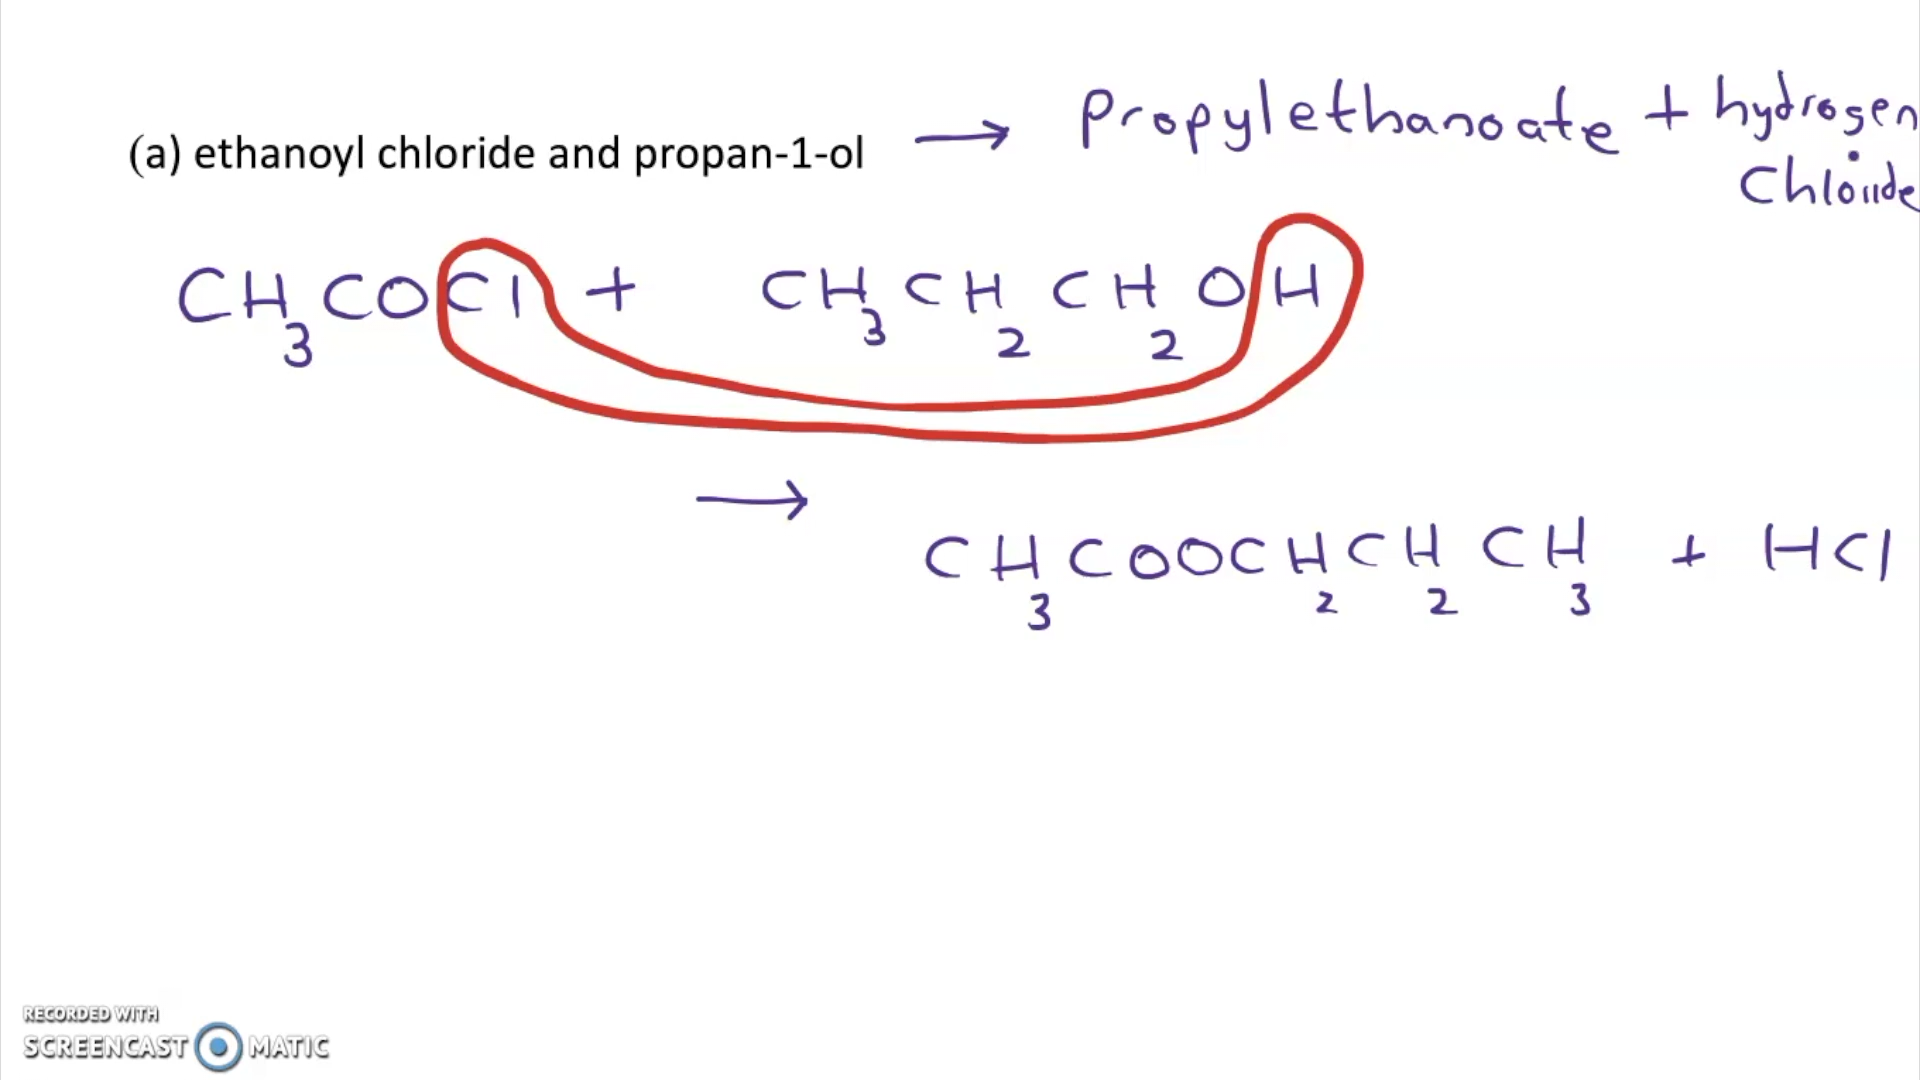 (a) ethanoyl chloride and propan-1-ol → Propylethanoate + hydrogen
Chloride
CH₃COCl + CH₃CH₂CH₂OH
→ CH₃COOCH₂CH₂CH₃ + HCl
RECORDED WITH
SCREENCAST MATIC